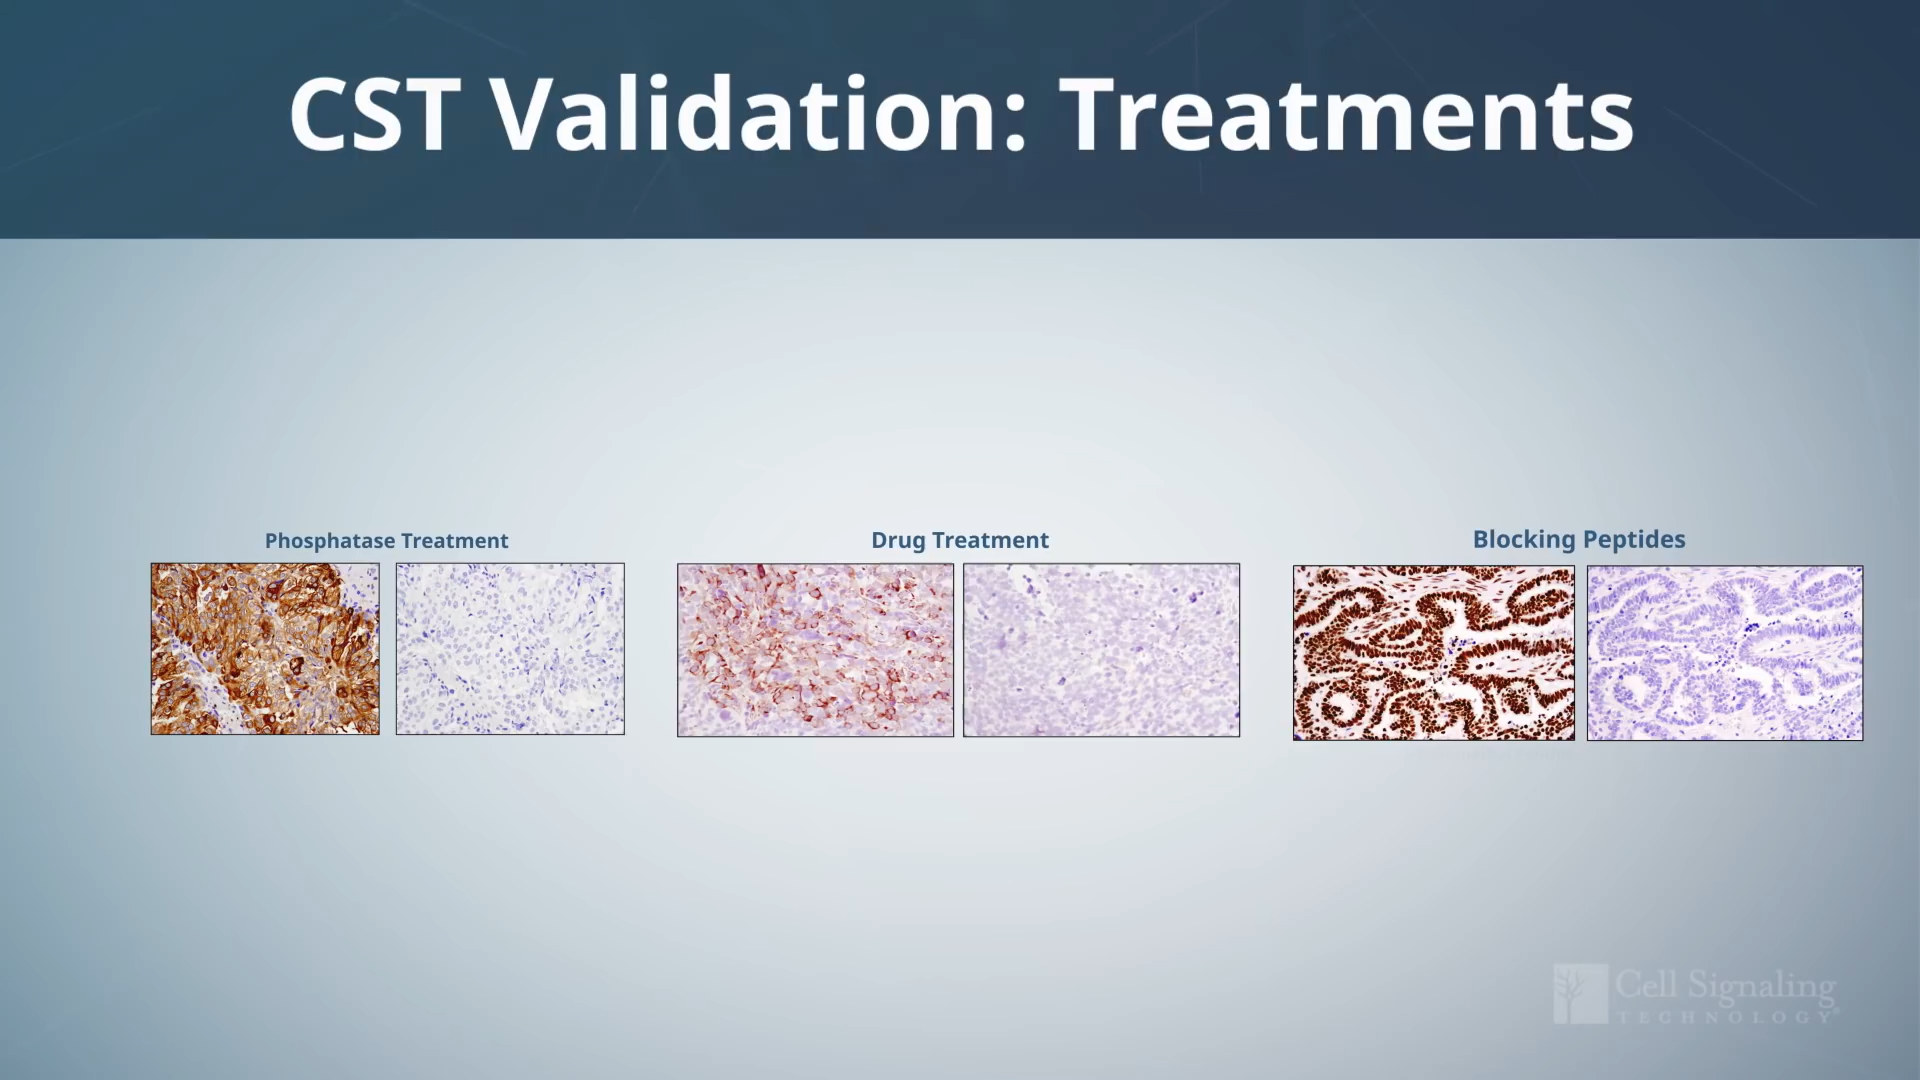 CST Validation: Treatments
Phosphatase Treatment
Drug Treatment
Blocking Peptides
Cell Signaling
TECHNOLOGY®